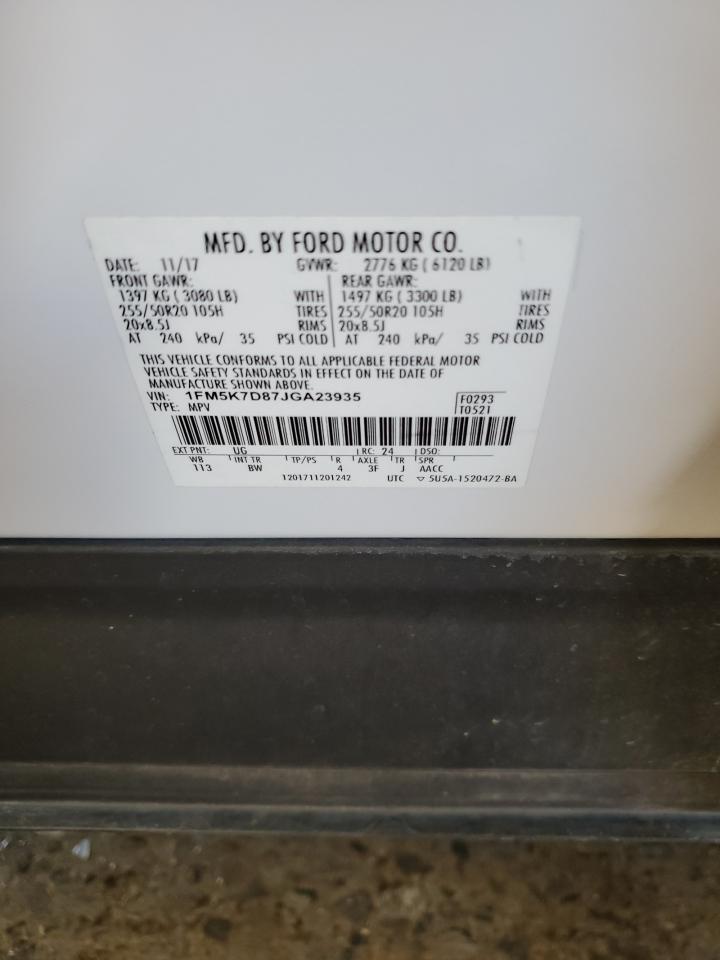 MFD. BY FORD MOTOR CO.
DATE: 11/17 GVWR: 2776 KG ( 6120 LB)
FRONT GAWR: REAR GAWR:
1397 KG ( 3080 LB) WITH 1497 KG ( 3300 LB) WITH
255/50R20 105H TIRES 255/50R20 105H TIRES
20x8.5J RIMS 20x8.5J RIMS
AT 240 kPa/ 35 PSI COLD AT 240 kPa/ 35 PSI COLD
THIS VEHICLE CONFORMS TO ALL APPLICABLE FEDERAL MOTOR
VEHICLE SAFETY STANDARDS IN EFFECT ON THE DATE OF
MANUFACTURE SHOWN ABOVE.
VIN: 1FM5K7D87JGA23935 F0293
TYPE: MPV T0521
EXT PNT: UG RC: 24 DSO:
WB INT TR TP/PS R AXLE TR SPR
113 BW 4 3F J AACC
1201711201242 UTC ▽ 5U5A-1520472-BA